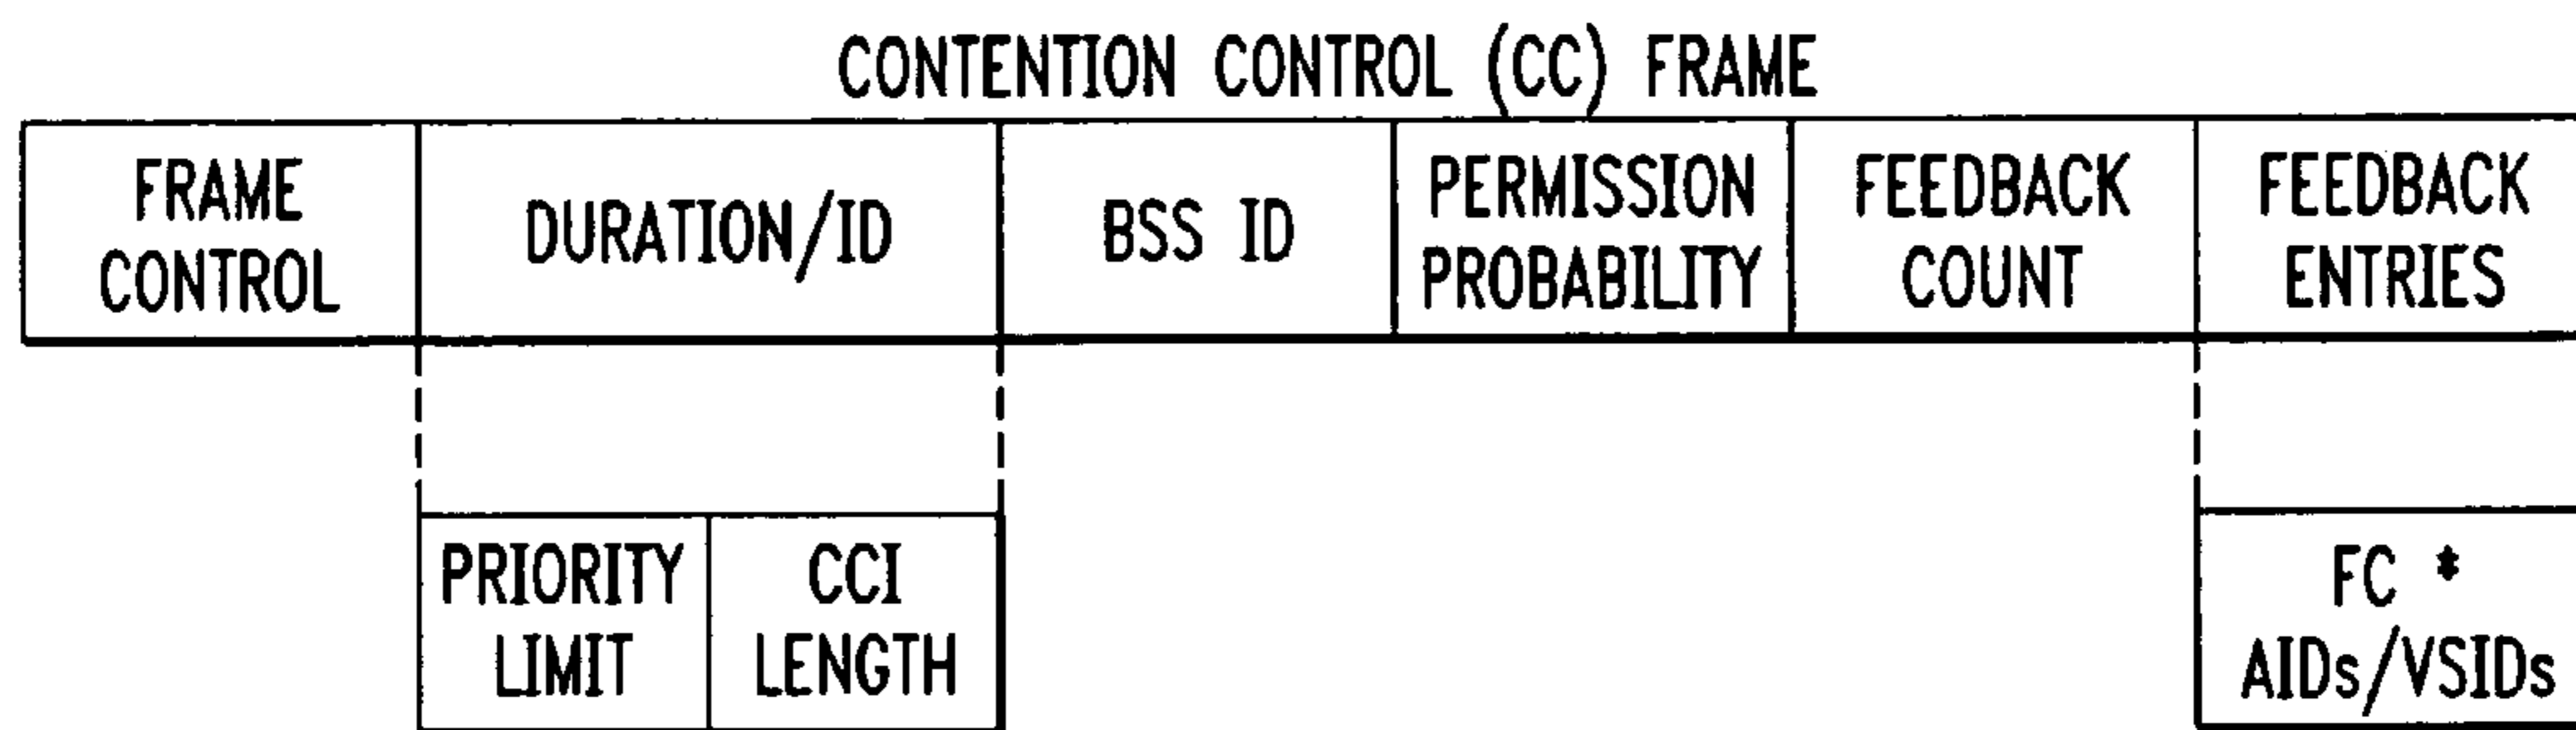 CONTENTION CONTROL (CC) FRAME
FRAME
CONTROL
DURATION/ID
BSS ID
PERMISSION
PROBABILITY
FEEDBACK
COUNT
FEEDBACK
ENTRIES
PRIORITY
LIMIT
CCI
LENGTH
FC *
AIDs/VSIDs